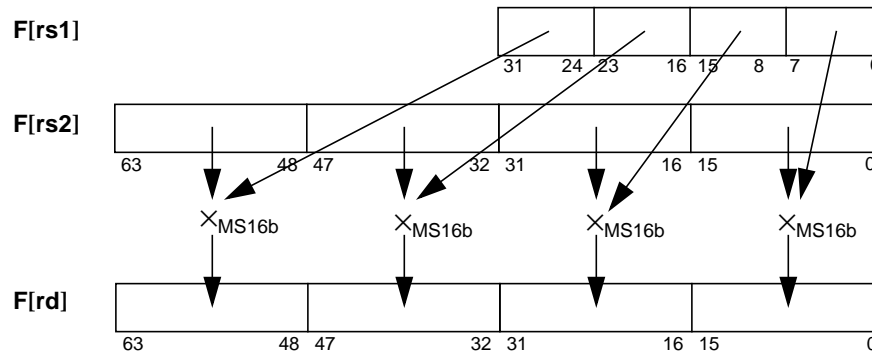 F[rs1]
31 24 23 16 15 8 7 0
F[rs2]
63 48 47 32 31 16 15 0
×MS16b ×MS16b ×MS16b ×MS16b
F[rd]
63 48 47 32 31 16 15 0